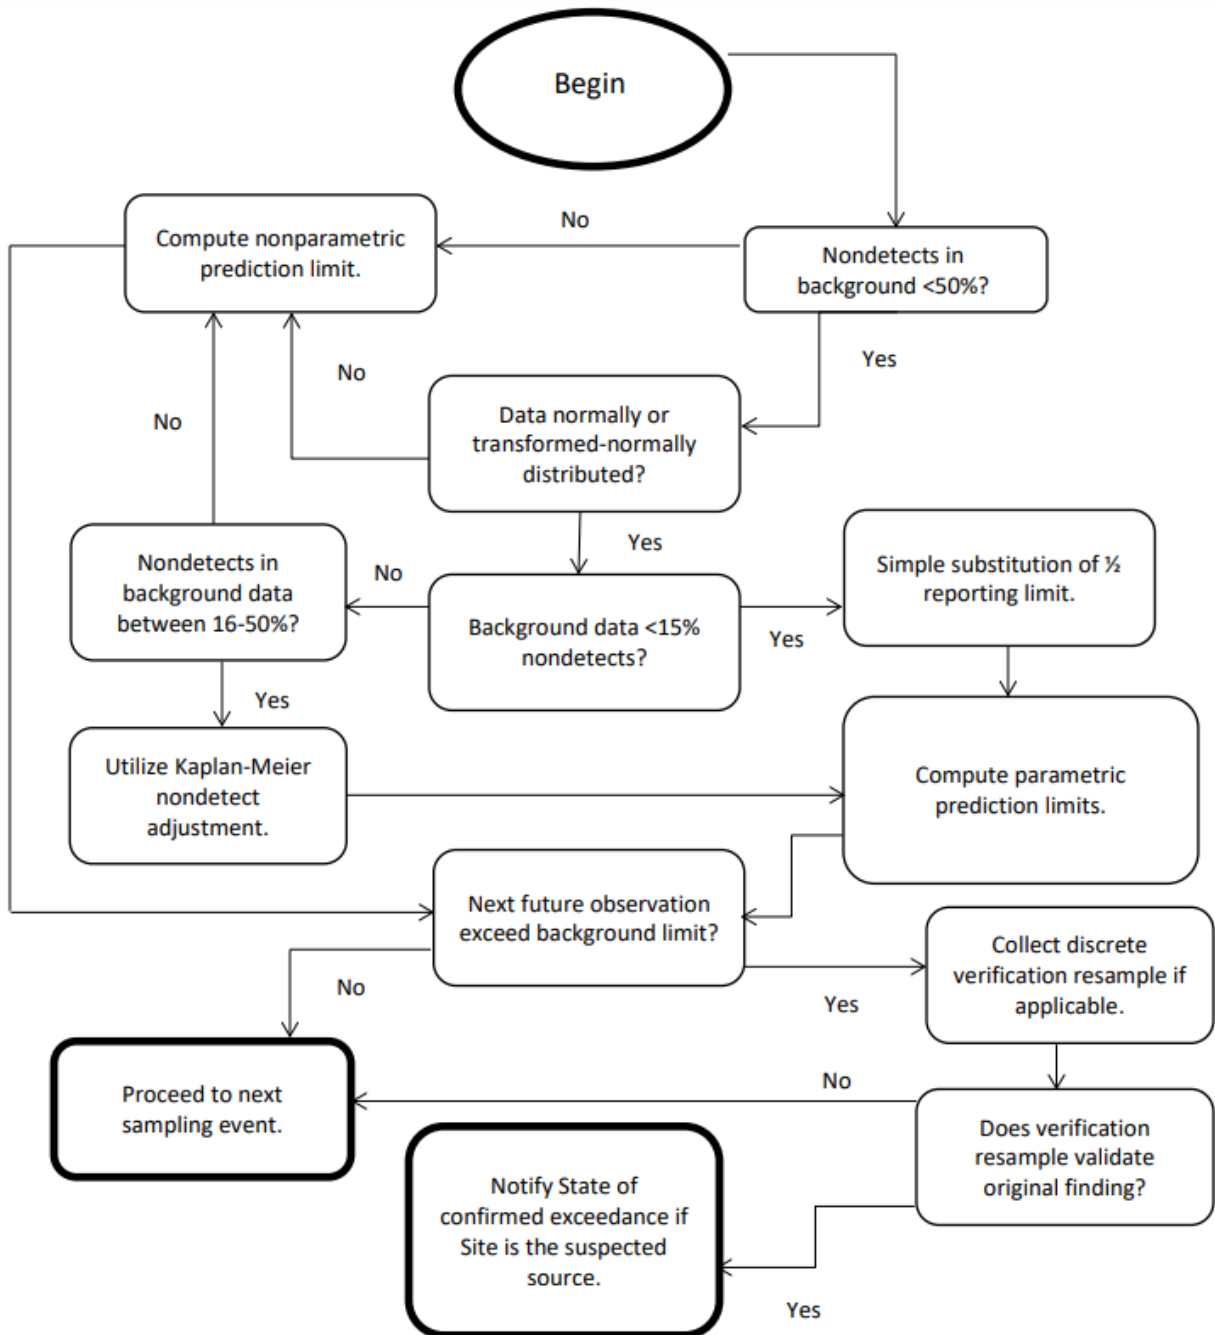 Begin
No
Compute nonparametric
prediction limit.
Nondetects in
background <50%?
Yes
No
Data normally or
transformed-normally
distributed?
No
Yes
Nondetects in
background data
between 16-50%?
No
Background data <15%
nondetects?
Yes
Simple substitution of ½
reporting limit.
Yes
Utilize Kaplan-Meier
nondetect
adjustment.
Compute parametric
prediction limits.
Next future observation
exceed background limit?
No
Yes
Collect discrete
verification resample if
applicable.
Proceed to next
sampling event.
No
Does verification
resample validate
original finding?
Notify State of
confirmed exceedance if
Site is the suspected
source.
Yes